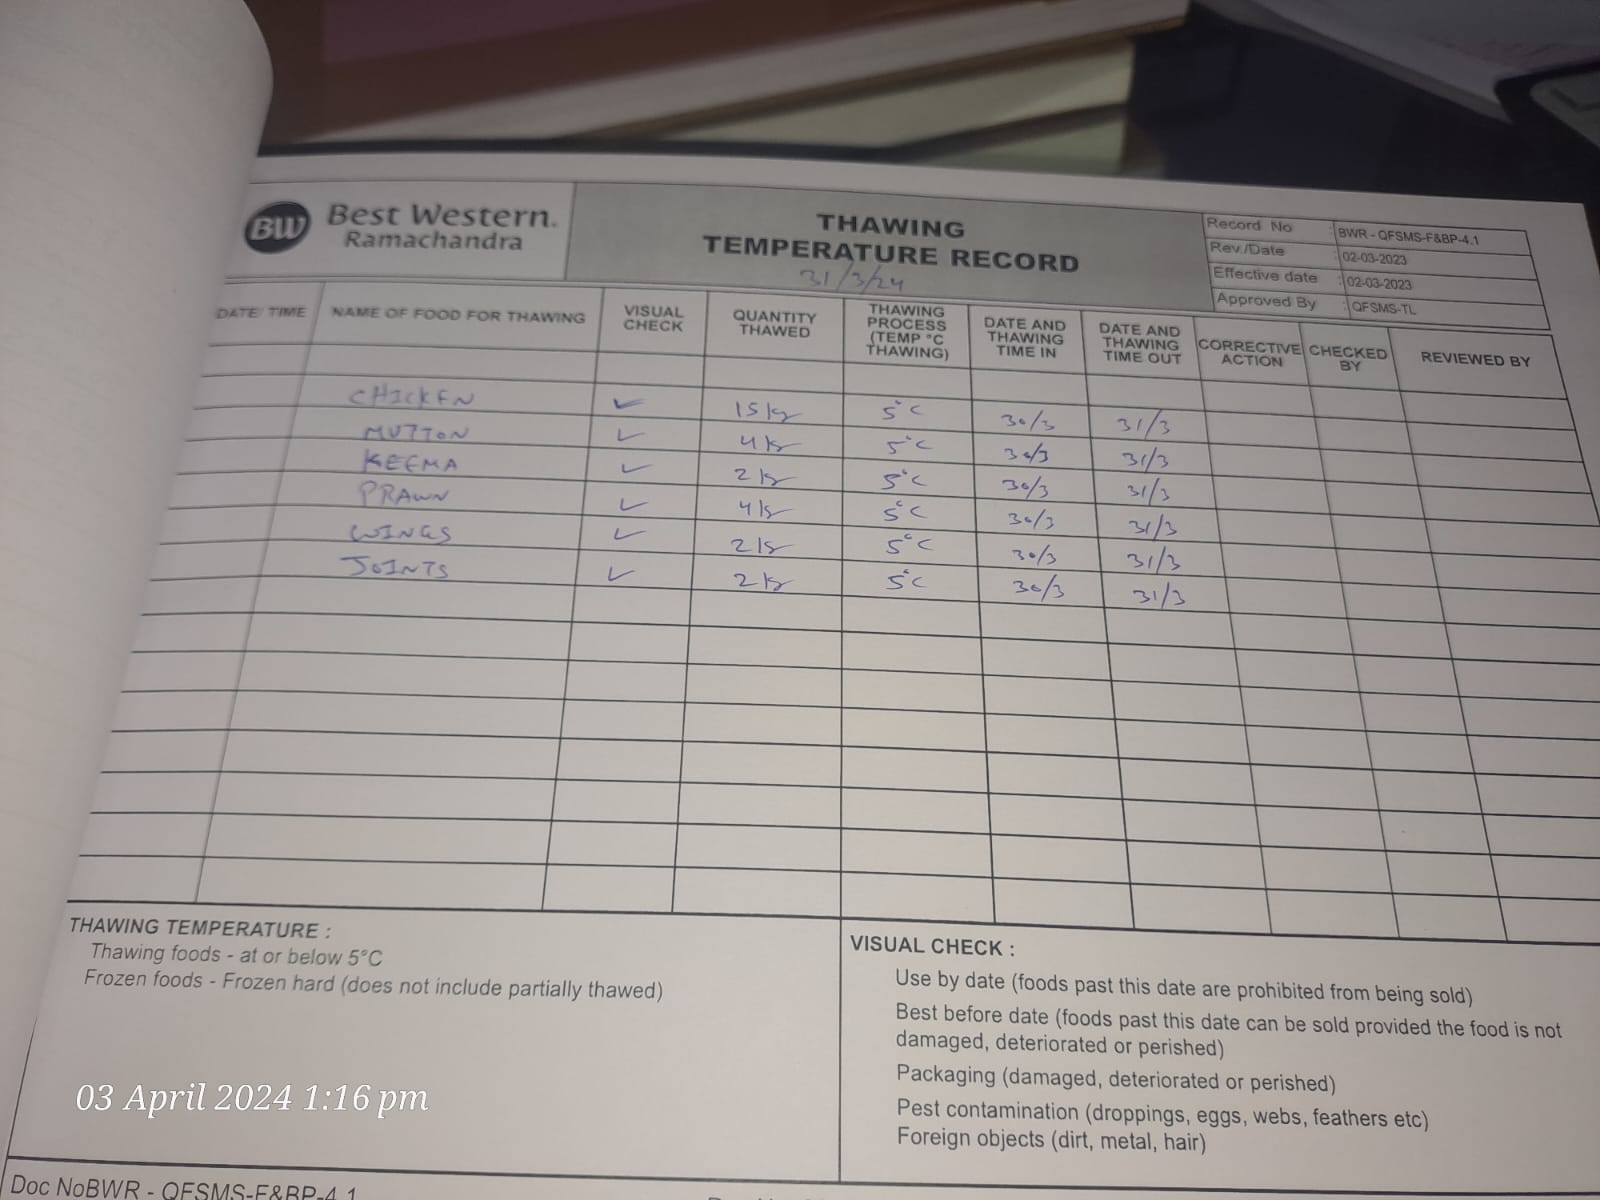 BW Best Western.
Ramachandra
THAWING
TEMPERATURE RECORD
31/3/24
Record No : BWR - QFSMS-F&BP-4.1
Rev./Date : 02-03-2023
Effective date : 02-03-2023
Approved By : QFSMS-TL
DATE/ TIME NAME OF FOOD FOR THAWING VISUAL CHECK QUANTITY THAWED THAWING PROCESS (TEMP °C THAWING) DATE AND THAWING TIME IN DATE AND THAWING TIME OUT CORRECTIVE ACTION CHECKED BY REVIEWED BY
CHICKEN ✓ 15 kg 5°C 30/3 31/3
MUTTON ✓ 4 kg 5°C 30/3 31/3
KEEMA ✓ 2 kg 5°C 30/3 31/3
PRAWN ✓ 4 kg 5°C 30/3 31/3
WINGS ✓ 2 kg 5°C 30/3 31/3
JOINTS ✓ 2 kg 5°C 30/3 31/3
THAWING TEMPERATURE :
Thawing foods - at or below 5°C
Frozen foods - Frozen hard (does not include partially thawed)
VISUAL CHECK :
Use by date (foods past this date are prohibited from being sold)
Best before date (foods past this date can be sold provided the food is not
damaged, deteriorated or perished)
Packaging (damaged, deteriorated or perished)
Pest contamination (droppings, eggs, webs, feathers etc)
Foreign objects (dirt, metal, hair)
03 April 2024 1:16 pm
Doc NoBWR - QFSMS-F&BP-4.1